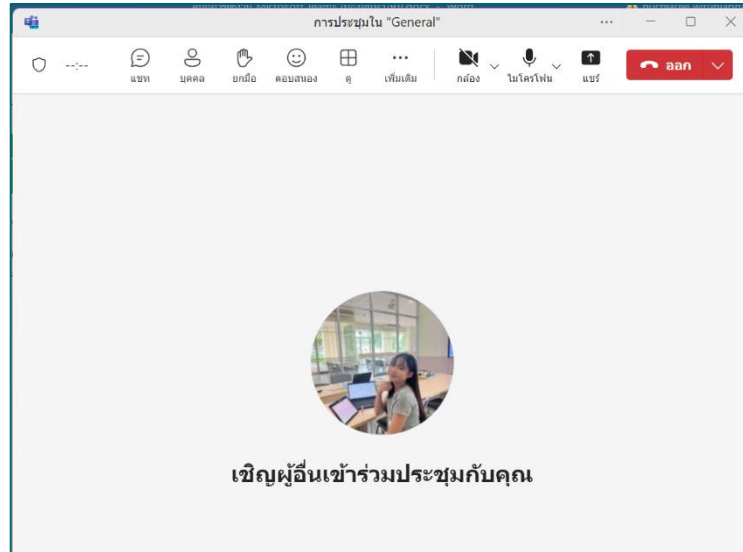 การประชุมใน "General"
--:--
แชท
บุคคล
ยกมือ
ตอบสนอง
ดู
เพิ่มเติม
กล้อง
ไมโครโฟน
แชร์
ออก
เชิญผู้อื่นเข้าร่วมประชุมกับคุณ